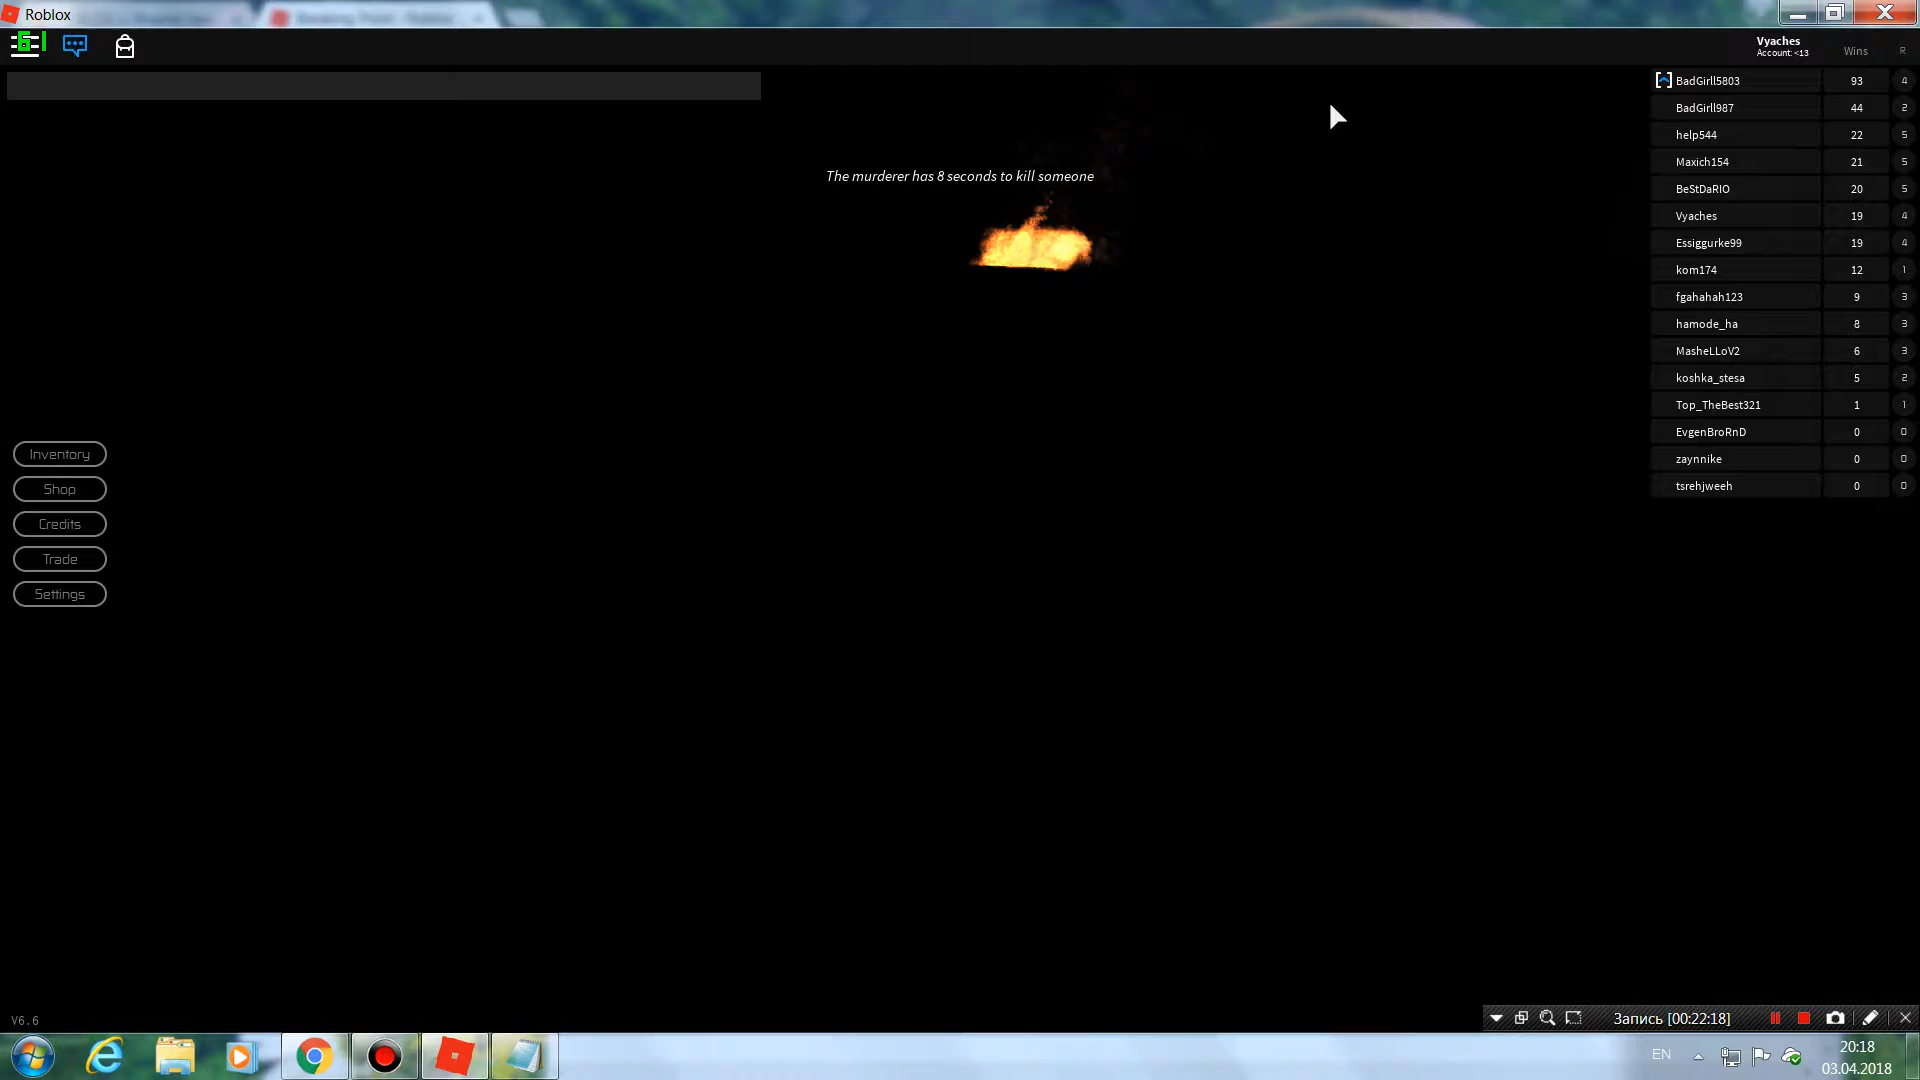 Roblox
Breaking Point - Roblox
61
Vyaches
Account: <13
Wins
R
BadGirll5803 93 4
BadGirll987 44 2
help544 22 5
Maxich154 21 5
BeStDaRIO 20 5
Vyaches 19 4
Essiggurke99 19 4
kom174 12 1
fgahahah123 9 3
hamode_ha 8 3
MasheLLoV2 6 3
koshka_stesa 5 2
Top_TheBest321 1 1
EvgenBroRnD 0 0
zaynnike 0 0
tsrehjweeh 0 0
The murderer has 8 seconds to kill someone
Inventory
Shop
Credits
Trade
Settings
V6.6
Запись [00:22:18]
EN
20:18
03.04.2018